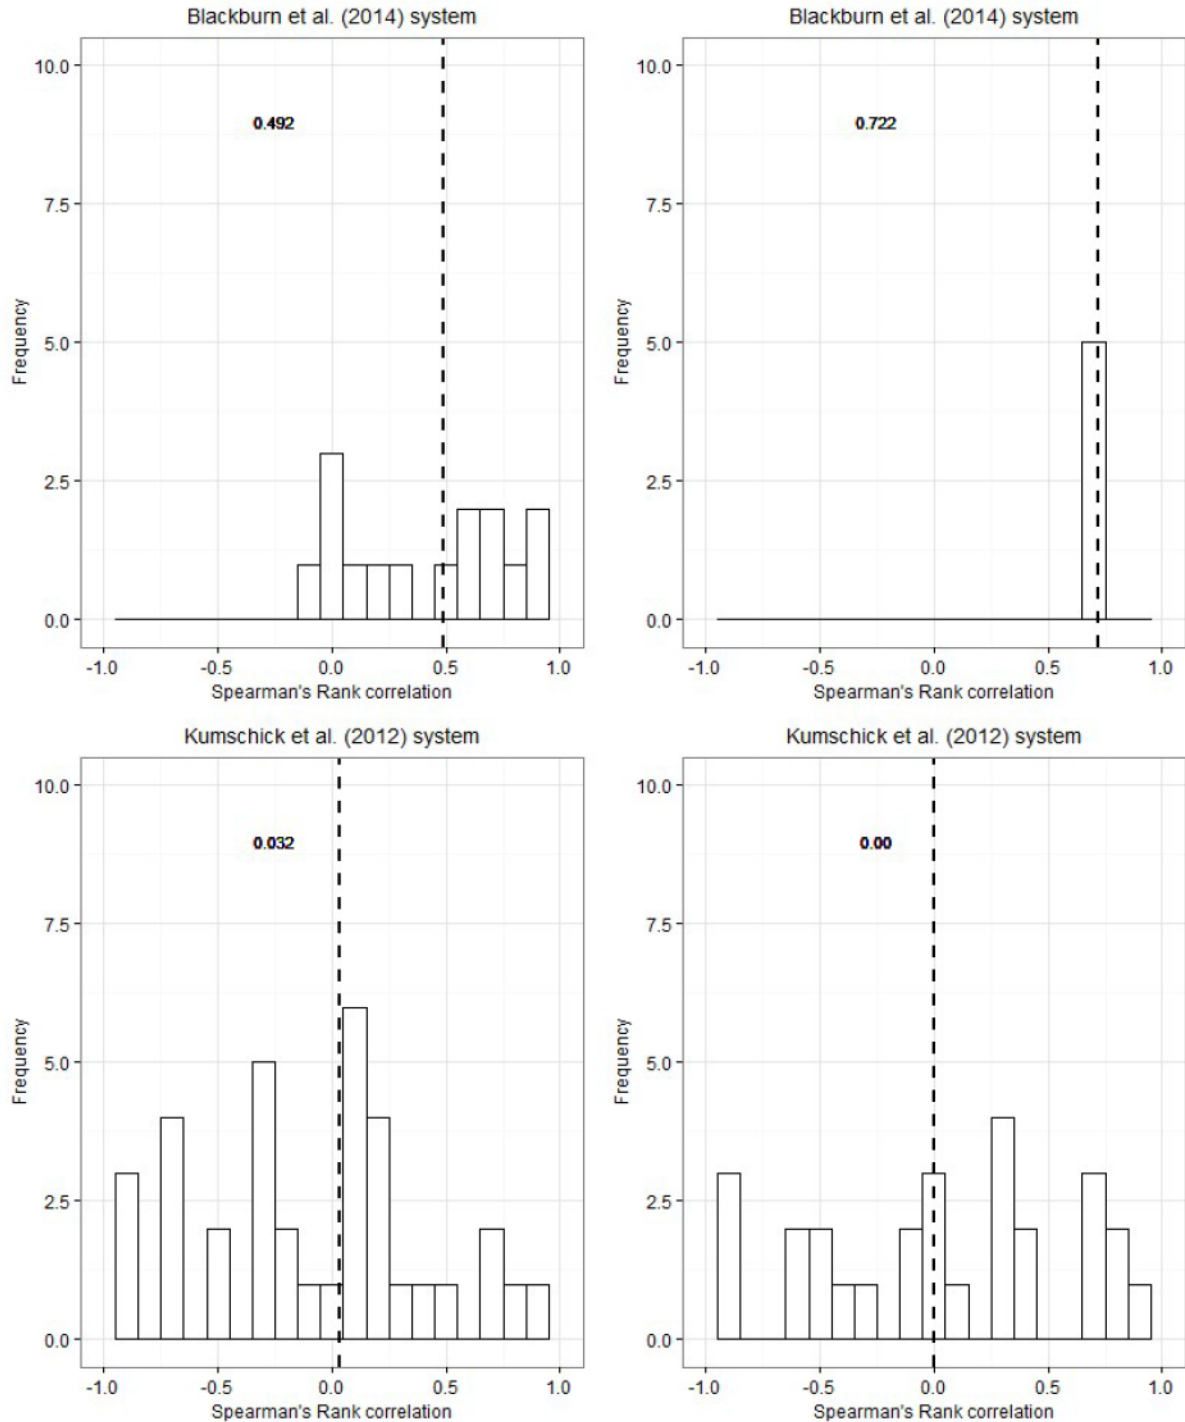 Blackburn et al. (2014) system
10.0
7.5
5.0
2.5
0.0
Frequency
0.492
-1.0 -0.5 0.0 0.5 1.0
Spearman's Rank correlation
Blackburn et al. (2014) system
10.0
7.5
5.0
2.5
0.0
Frequency
0.722
-1.0 -0.5 0.0 0.5 1.0
Spearman's Rank correlation
Kumschick et al. (2012) system
10.0
7.5
5.0
2.5
0.0
Frequency
0.032
-1.0 -0.5 0.0 0.5 1.0
Spearman's Rank correlation
Kumschick et al. (2012) system
10.0
7.5
5.0
2.5
0.0
Frequency
0.00
-1.0 -0.5 0.0 0.5 1.0
Spearman's Rank correlation